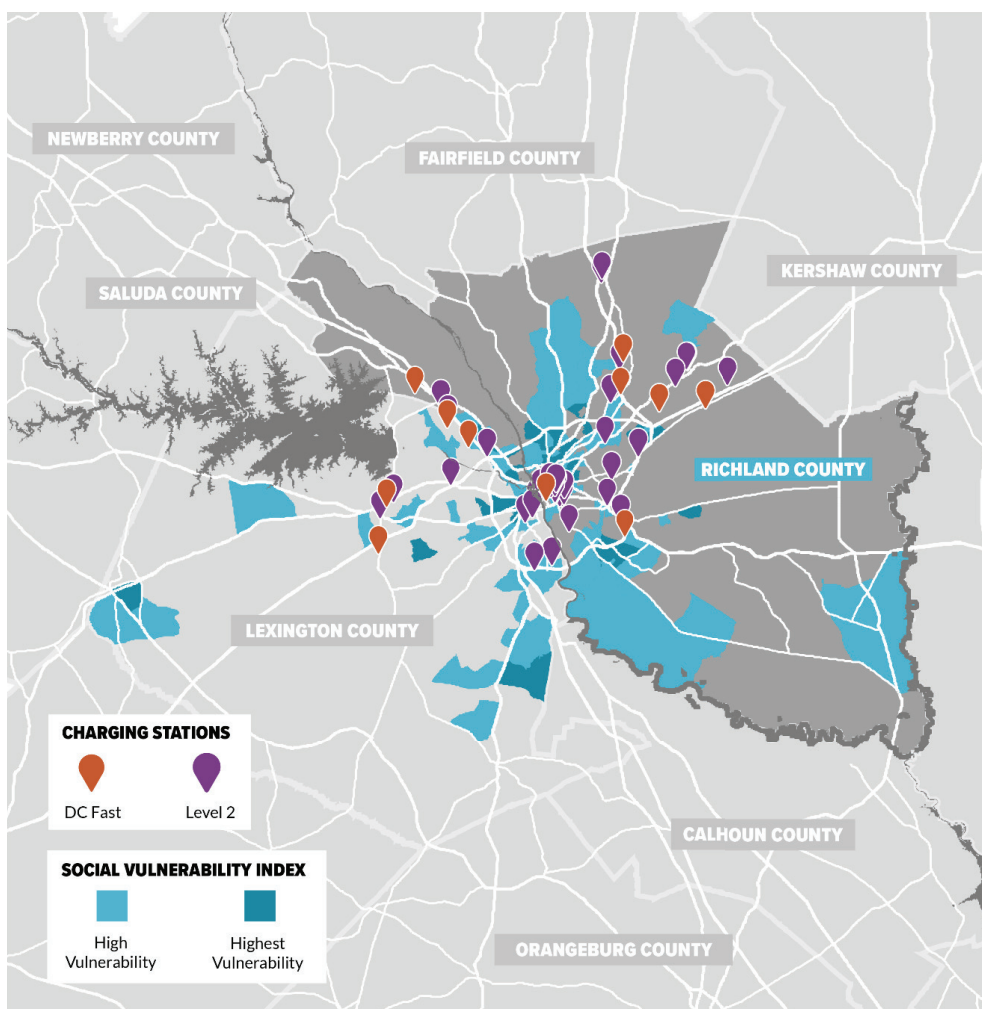 NEWBERRY COUNTY
FAIRFIELD COUNTY
KERSHAW COUNTY
SALUDA COUNTY
RICHLAND COUNTY
LEXINGTON COUNTY
CALHOUN COUNTY
ORANGEBURG COUNTY
CHARGING STATIONS
DC Fast
Level 2
SOCIAL VULNERABILITY INDEX
High
Vulnerability
Highest
Vulnerability